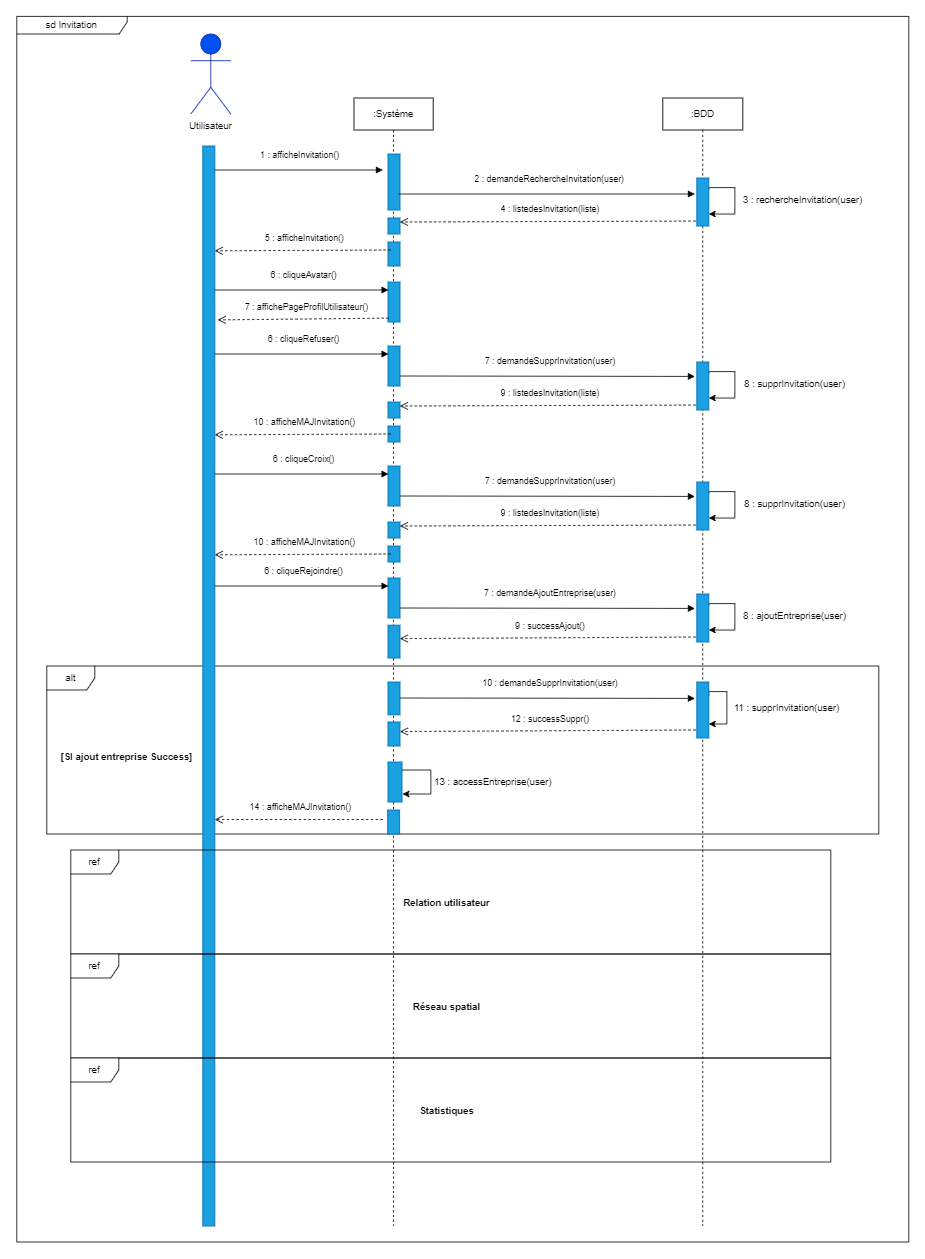 sd Invitation
Utilisateur
:Système
:BDD
1 : afficheInvitation()
2 : demandeRechercheInvitation(user)
3 : rechercheInvitation(user)
4 : listedesInvitation(liste)
5 : afficheInvitation()
6 : cliqueAvatar()
7 : affichePageProfilUtilisateur()
6 : cliqueRefuser()
7 : demandeSupprInvitation(user)
8 : supprInvitation(user)
9 : listedesInvitation(liste)
10 : afficheMAJInvitation()
6 : cliqueCroix()
7 : demandeSupprInvitation(user)
8 : supprInvitation(user)
9 : listedesInvitation(liste)
10 : afficheMAJInvitation()
6 : cliqueRejoindre()
7 : demandeAjoutEntreprise(user)
8 : ajoutEntreprise(user)
9 : successAjout()
alt
10 : demandeSupprInvitation(user)
11 : supprInvitation(user)
12 : successSuppr()
[SI ajout entreprise Success]
13 : accessEntreprise(user)
14 : afficheMAJInvitation()
ref
Relation utilisateur
ref
Réseau spatial
ref
Statistiques